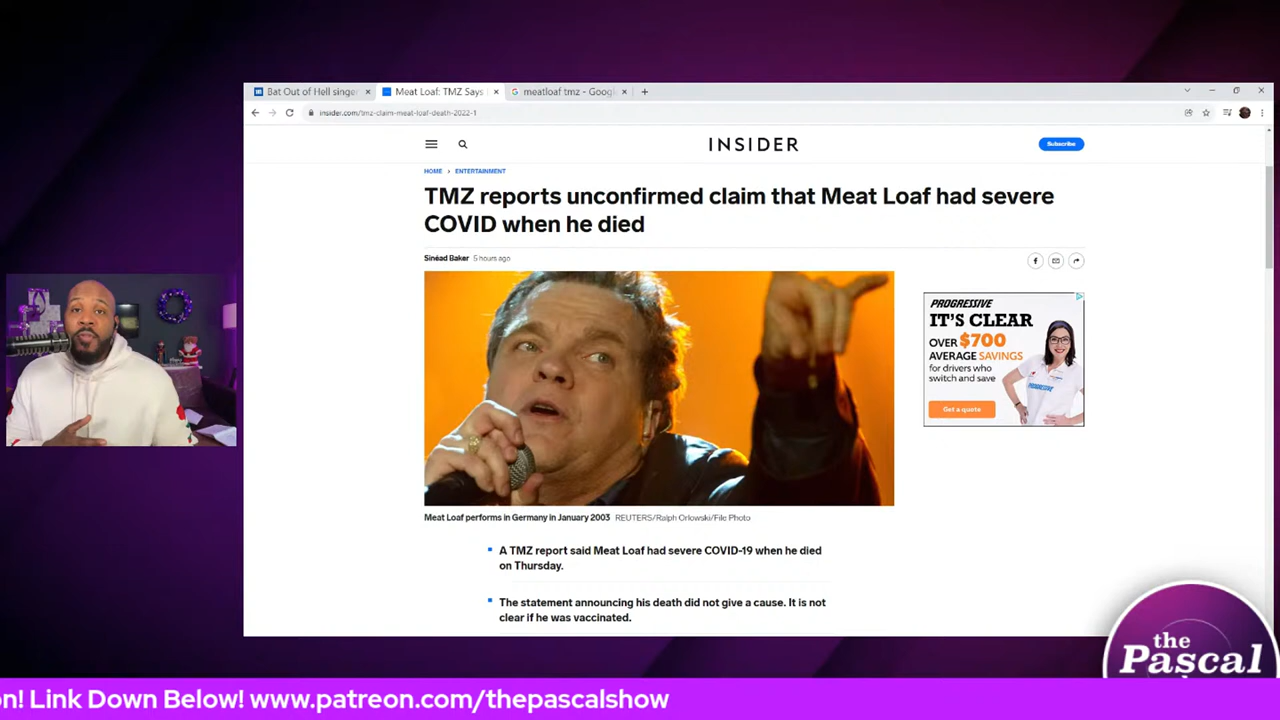 Bat Out of Hell singer
Meat Loaf: TMZ Says
meatloaf tmz - Goog
insider.com/tmz-claim-meat-loaf-death-2022-1
INSIDER
Subscribe
HOME > ENTERTAINMENT
TMZ reports unconfirmed claim that Meat Loaf had severe
COVID when he died
Sinéad Baker 5 hours ago
PROGRESSIVE
IT'S CLEAR
OVER $700
AVERAGE SAVINGS
for drivers who
switch and save
Get a quote
PROGRESSIVE
Meat Loaf performs in Germany in January 2003 REUTERS/Ralph Orlowski/File Photo
A TMZ report said Meat Loaf had severe COVID-19 when he died
on Thursday.
The statement announcing his death did not give a cause. It is not
clear if he was vaccinated.
the
Pascal
on! Link Down Below! www.patreon.com/thepascalshow